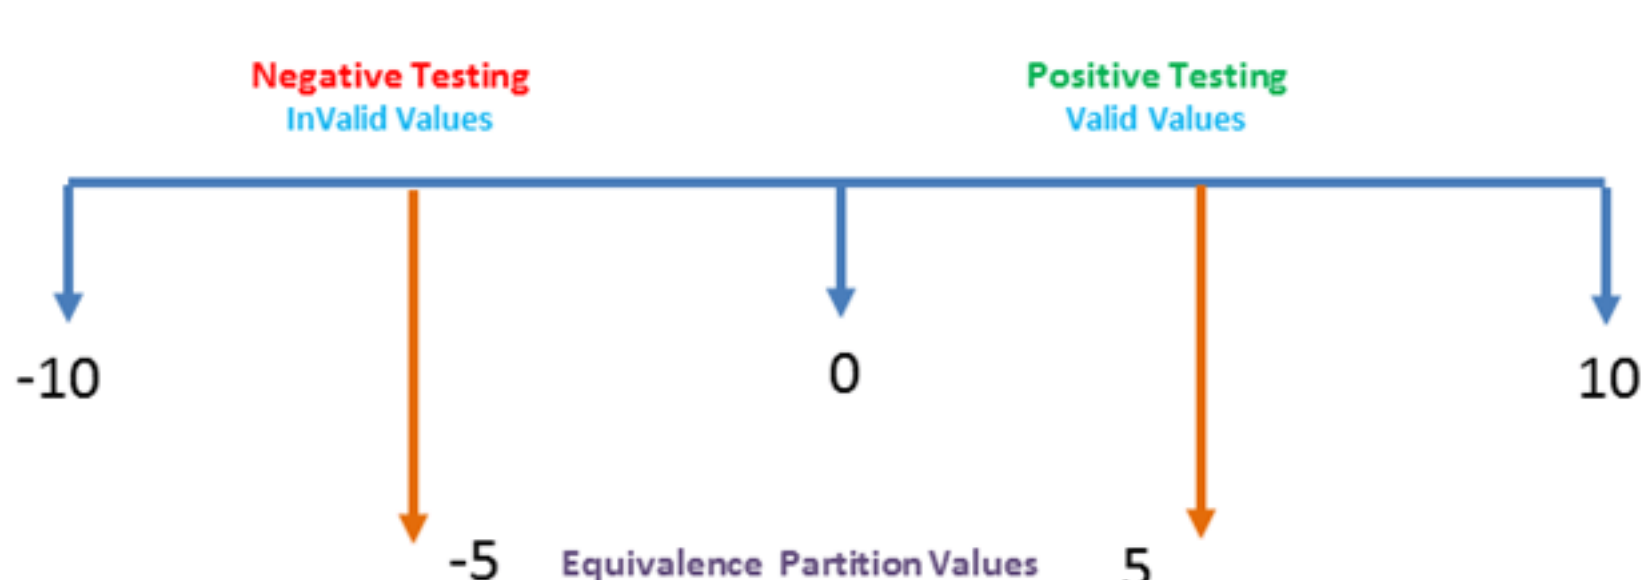 Negative Testing
InValid Values
Positive Testing
Valid Values
-10
0
10
-5
Equivalence Partition Values
5